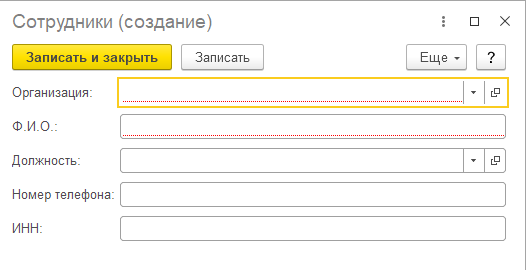 Сотрудники (создание)
Записать и закрыть Записать Еще ?
Организация:
Ф.И.О.:
Должность:
Номер телефона:
ИНН: